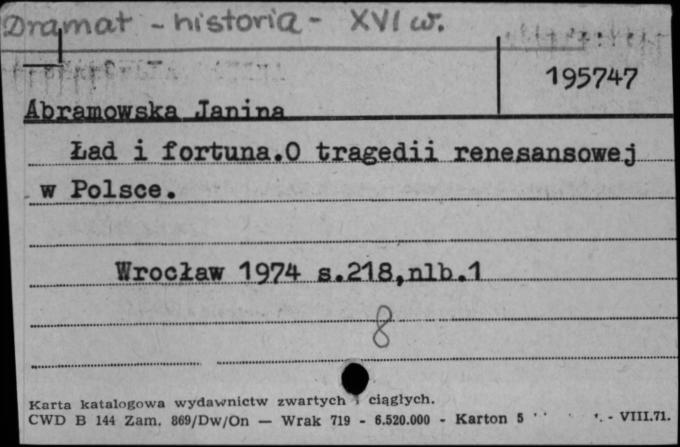 Dramat - historia - XVI w.
195747
Abramowska Janina
Ład i fortuna.O tragedii renesansowej
w Polsce.
Wrocław 1974 s.218,nlb.1
8
Karta katalogowa wydawnictw zwartych i ciągłych.
CWD B 144 Zam. 869/Dw/On — Wrak 719 - 6.520.000 - Karton 5 - VIII.71.